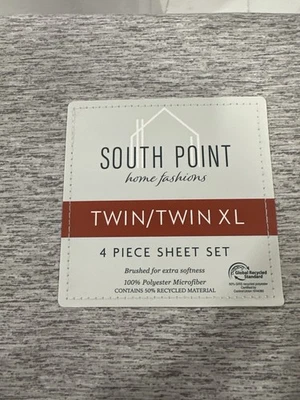 SOUTH POINT
home fashions
TWIN/TWIN XL
4 PIECE SHEET SET
Brushed for extra softness
100% Polyester Microfiber
CONTAINS 50% RECYCLED MATERIAL
Global Recycled
Standard